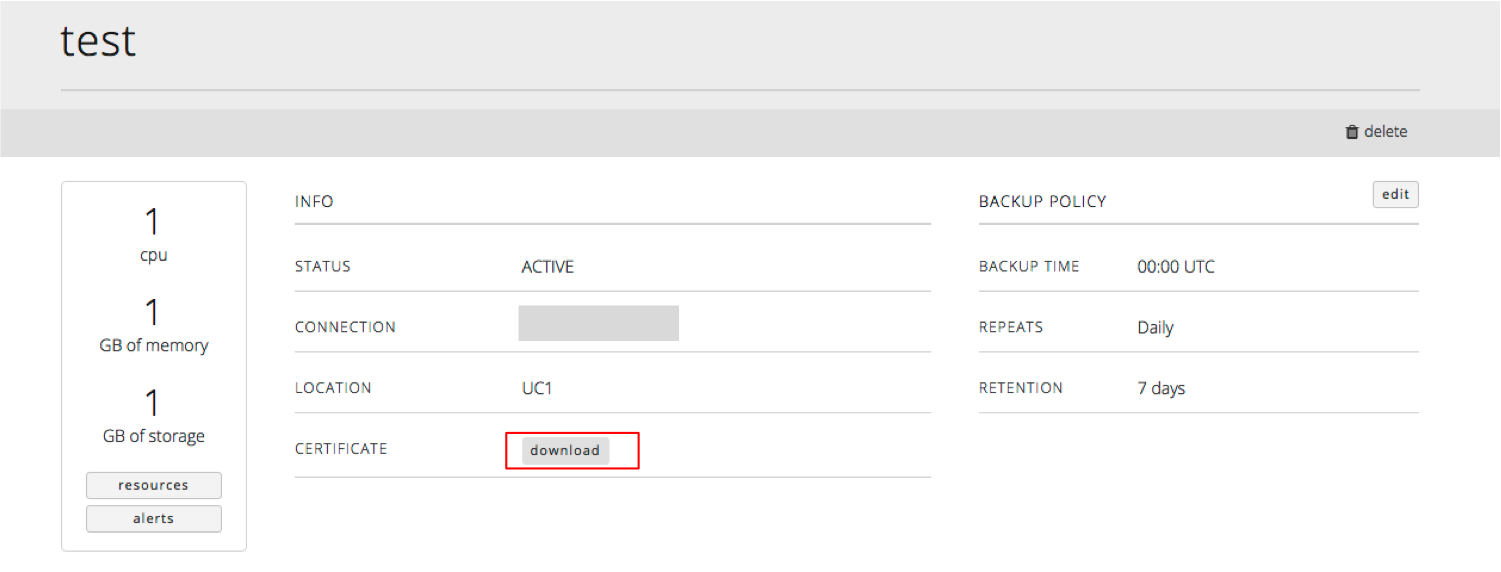 test
delete
1
cpu
1
GB of memory
1
GB of storage
resources
alerts
INFO
STATUS ACTIVE
CONNECTION
LOCATION UC1
CERTIFICATE download
BACKUP POLICY edit
BACKUP TIME 00:00 UTC
REPEATS Daily
RETENTION 7 days